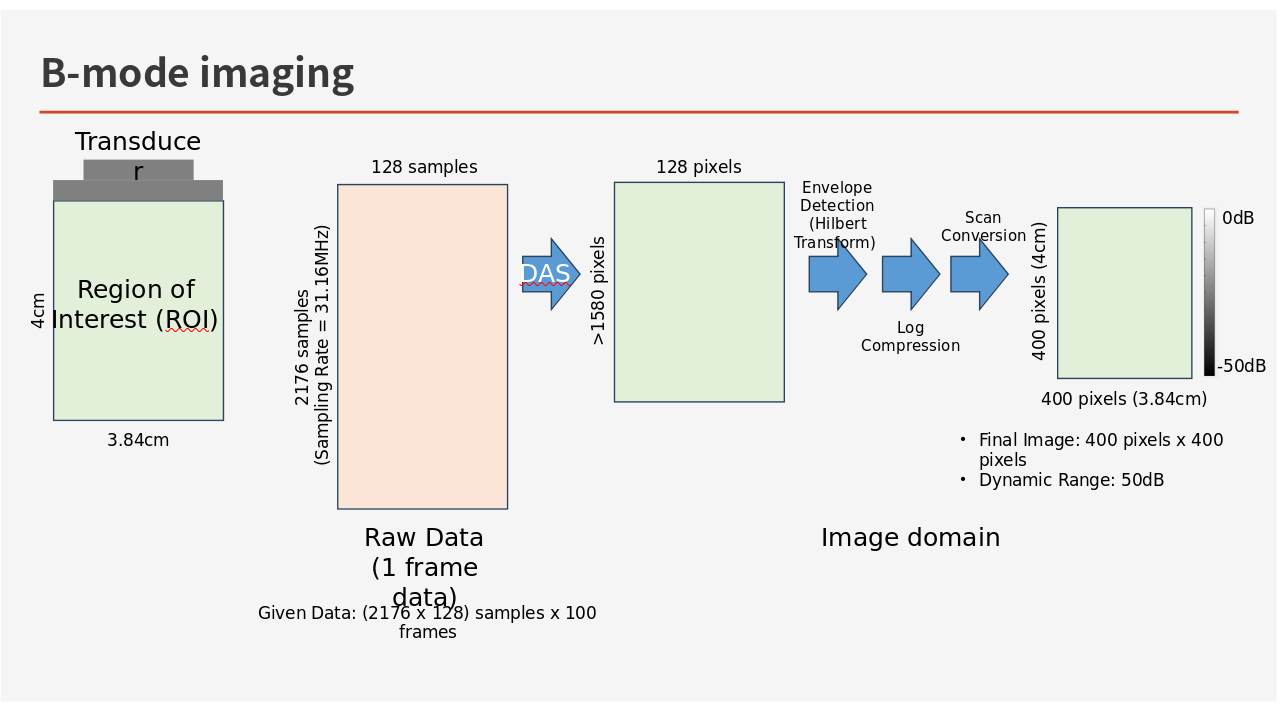 B-mode imaging
Transduce
r
Region of
Interest (ROI)
4cm
3.84cm
128 samples
2176 samples
(Sampling Rate = 31.16MHz)
Raw Data
(1 frame
data)
Given Data: (2176 x 128) samples x 100
frames
DAS
128 pixels
>1580 pixels
Envelope
Detection
(Hilbert
Transform)
Log
Compression
Scan
Conversion
400 pixels (4cm)
0dB
-50dB
400 pixels (3.84cm)
• Final Image: 400 pixels x 400
pixels
• Dynamic Range: 50dB
Image domain